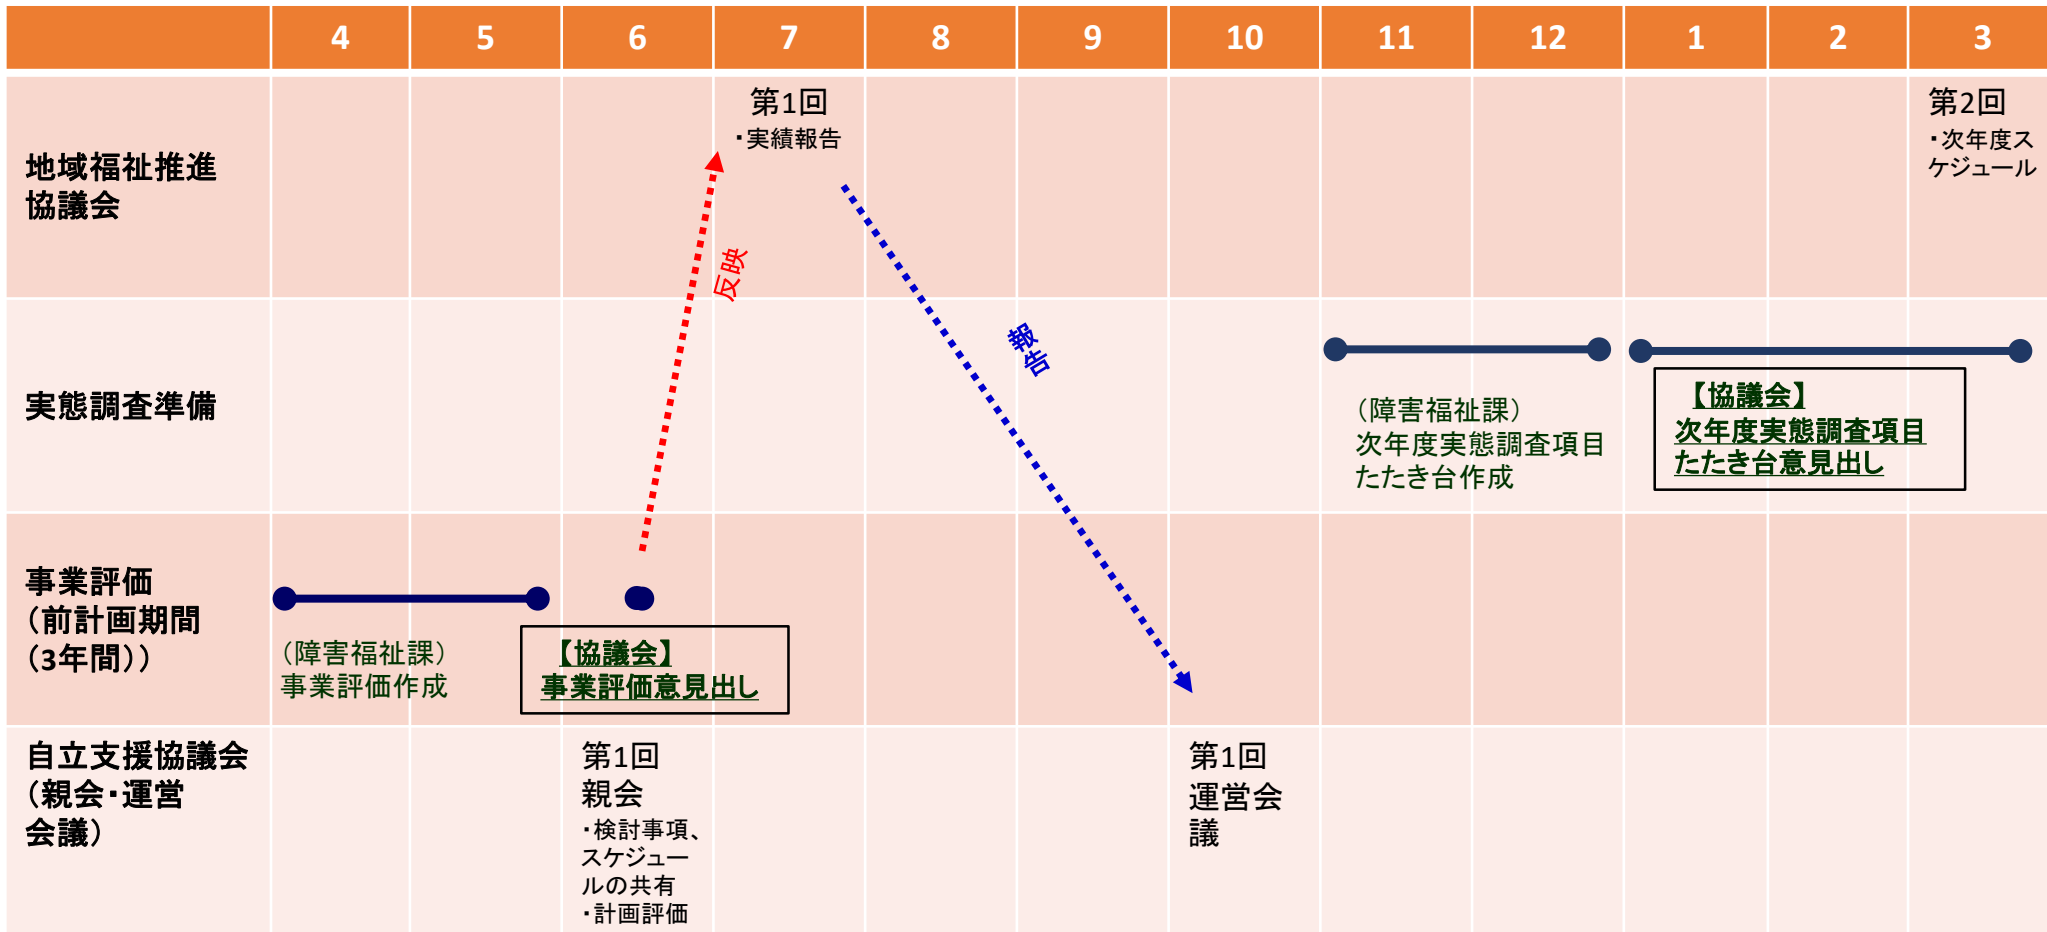 4 5 6 7 8 9 10 11 12 1 2 3
地域福祉推進
協議会
第1回
・実績報告
第2回
・次年度ス
ケジュール
反映
報告
実態調査準備
（障害福祉課）
次年度実態調査項目
たたき台作成
【協議会】
次年度実態調査項目
たたき台意見出し
事業評価
（前計画期間
（3年間））
（障害福祉課）
事業評価作成
【協議会】
事業評価意見出し
自立支援協議会
（親会・運営
会議）
第1回
親会
・検討事項、
スケジュー
ルの共有
・計画評価
第1回
運営会
議